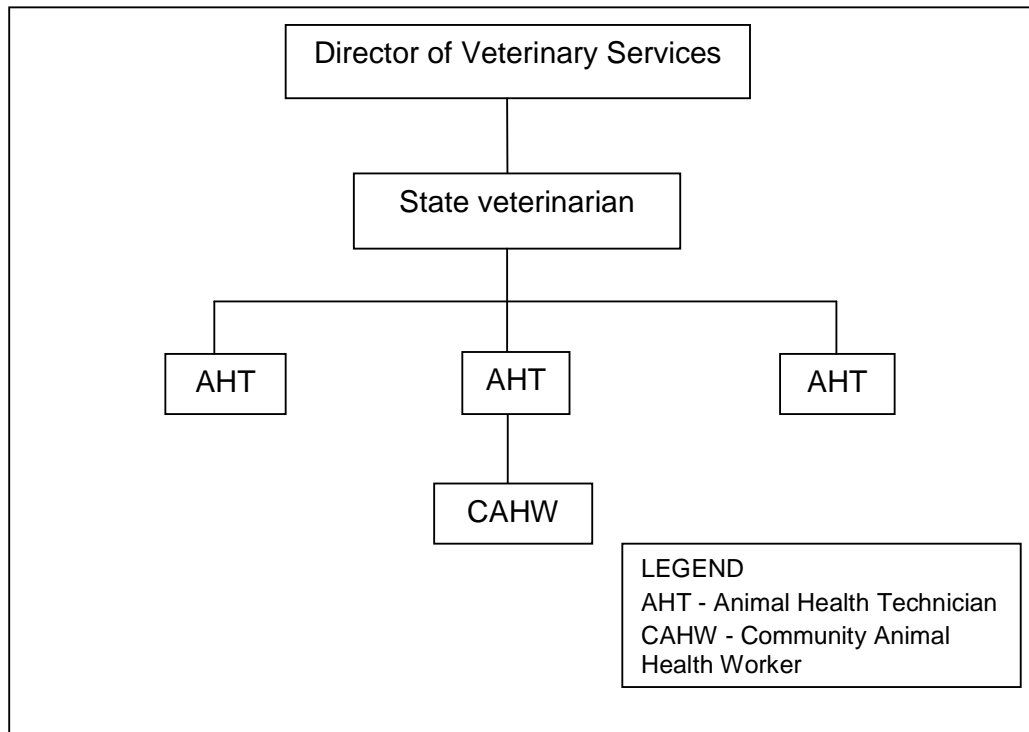 Director of Veterinary Services
State veterinarian
AHT
AHT
AHT
CAHW
LEGEND
AHT - Animal Health Technician
CAHW - Community Animal
Health Worker